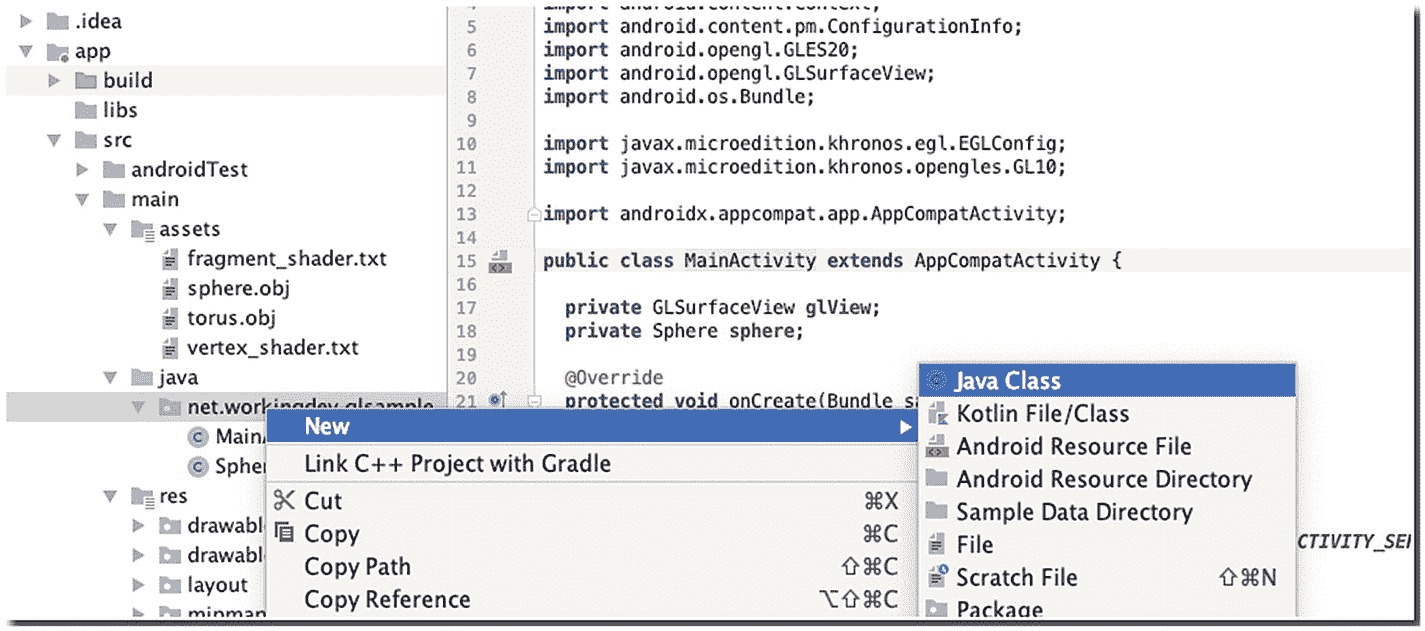 .idea
app
build
libs
src
androidTest
main
assets
fragment_shader.txt
sphere.obj
torus.obj
vertex_shader.txt
java
net.workingdev.glsample
MainA
Spher
res
drawabl
drawabl
layout
mipmap
4 import android.content.Context;
5 import android.content.pm.ConfigurationInfo;
6 import android.opengl.GLES20;
7 import android.opengl.GLSurfaceView;
8 import android.os.Bundle;
9
10 import javax.microedition.khronos.egl.EGLConfig;
11 import javax.microedition.khronos.opengles.GL10;
12
13 import androidx.appcompat.app.AppCompatActivity;
14
15 public class MainActivity extends AppCompatActivity {
16
17 private GLSurfaceView glView;
18 private Sphere sphere;
19
20 @Override
21 protected void onCreate(Bundle sa
CTIVITY_SER
New
Link C++ Project with Gradle
Cut ⌘X
Copy ⌘C
Copy Path ⇧⌘C
Copy Reference ⌥⇧⌘C
Java Class
Kotlin File/Class
Android Resource File
Android Resource Directory
Sample Data Directory
File
Scratch File ⇧⌘N
Package